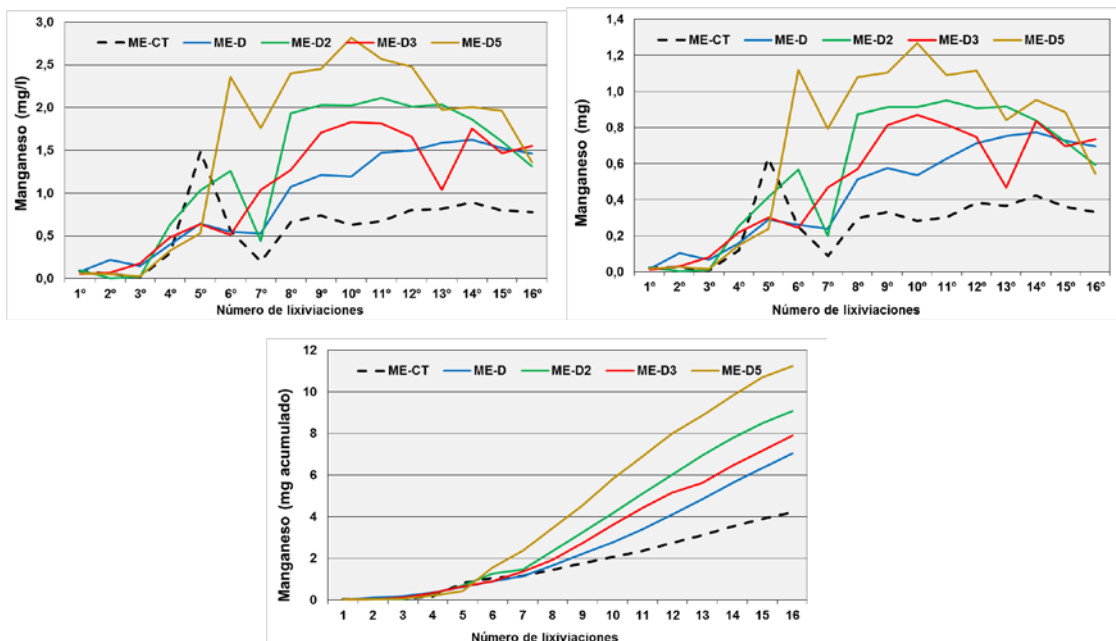 Manganeso (mg/l)
3,0
2,5
2,0
1,5
1,0
0,5
0,0
ME-CT ME-D ME-D2 ME-D3 ME-D5
1º 2º 3º 4º 5º 6º 7º 8º 9º 10º 11º 12º 13º 14º 15º 16º
Número de lixiviaciones
Manganeso (mg)
1,4
1,2
1,0
0,8
0,6
0,4
0,2
0,0
ME-CT ME-D ME-D2 ME-D3 ME-D5
1º 2º 3º 4º 5º 6º 7º 8º 9º 10º 11º 12º 13º 14º 15º 16º
Número de lixiviaciones
Manganeso (mg acumulado)
12
10
8
6
4
2
0
ME-CT ME-D ME-D2 ME-D3 ME-D5
1 2 3 4 5 6 7 8 9 10 11 12 13 14 15 16
Número de lixiviaciones